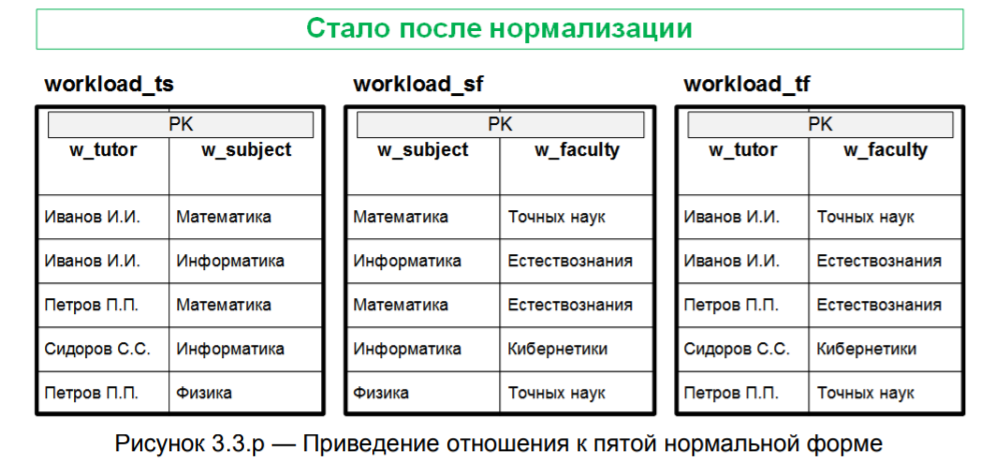 Стало после нормализации
workload_ts workload_sf workload_tf
PK PK PK
w_tutor w_subject w_subject w_faculty w_tutor w_faculty
Иванов И.И. Математика Математика Точных наук Иванов И.И. Точных наук
Иванов И.И. Информатика Информатика Естествознания Иванов И.И. Естествознания
Петров П.П. Математика Математика Естествознания Петров П.П. Естествознания
Сидоров С.С. Информатика Информатика Кибернетики Сидоров С.С. Кибернетики
Петров П.П. Физика Физика Точных наук Петров П.П. Точных наук
Рисунок 3.3.p — Приведение отношения к пятой нормальной форме